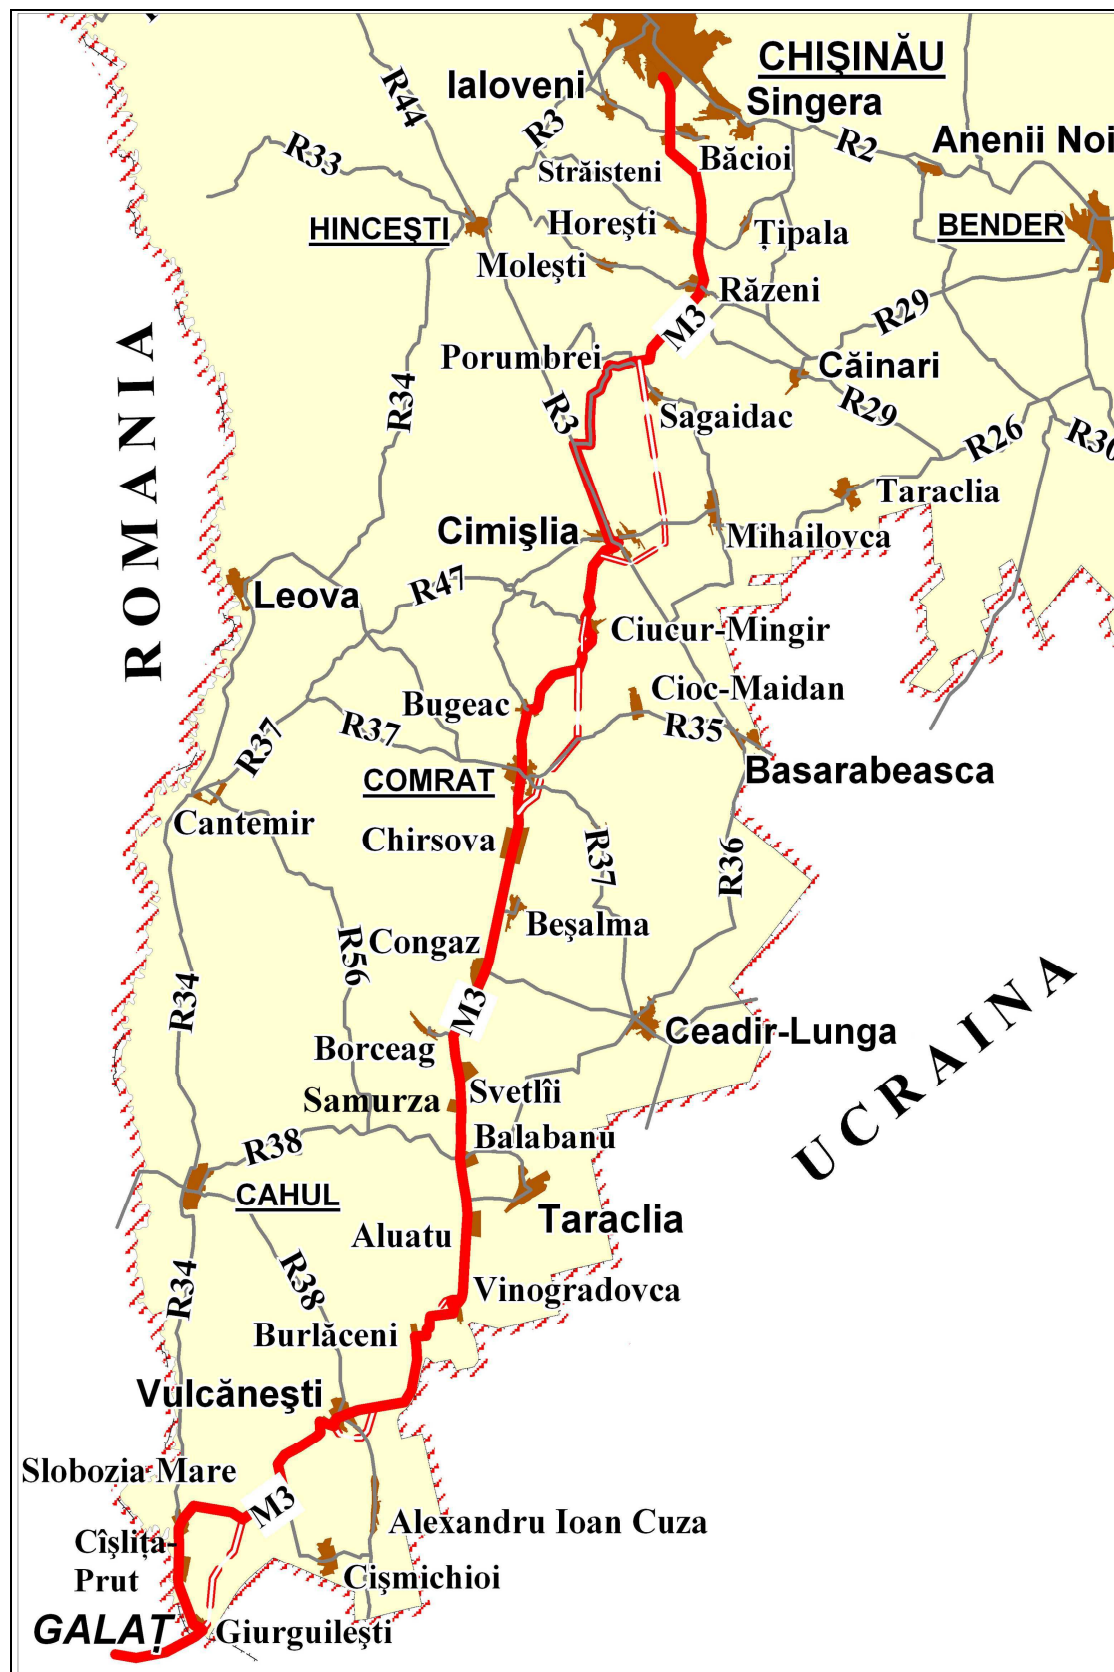 CHIŞINĂU
Ialoveni
R44
Singera
R3
R2
Anenii Noi
R33
Băcioi
Străisteni
HINCEŞTI
Horeşti
Ţipala
BENDER
Moleşti
Răzeni
M3
R29
ROMANIA
Porumbrei
Căinari
R34
R3
Sagaidac
R29
R26
R30
Taraclia
Cimişlia
Mihailovca
Leova
R47
Ciucur-Mingir
Cioc-Maidan
Bugeac
R37
R37
R35
COMRAT
Basarabeasca
Cantemir
Chirsova
R37
R36
Beşalma
Congaz
R56
R34
M3
UCRAINA
Borceag
Ceadir-Lunga
Svetlîi
Samurza
Balabanu
R38
CAHUL
Taraclia
Aluatu
R34
R38
Vinogradovca
Burlăceni
Vulcăneşti
Slobozia Mare
M3
Alexandru Ioan Cuza
Cîşliţa-
Prut
Cişmichioi
GALAŢ
Giurguileşti